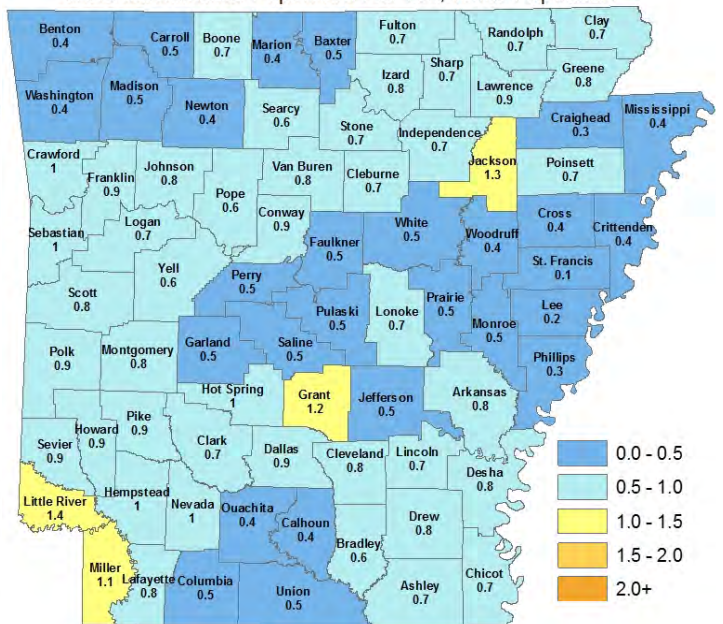 Benton
0.4
Carroll
0.5
Boone
0.7
Marion
0.4
Baxter
0.5
Fulton
0.7
Randolph
0.7
Clay
0.7
Washington
0.4
Madison
0.5
Newton
0.4
Searcy
0.6
Izard
0.8
Sharp
0.7
Lawrence
0.9
Greene
0.8
Stone
0.7
Independence
0.7
Jackson
1.3
Craighead
0.3
Mississippi
0.4
Poinsett
0.7
Crawford
1
Franklin
0.9
Johnson
0.8
Pope
0.6
Van Buren
0.8
Cleburne
0.7
Conway
0.9
Sebastian
1
Logan
0.7
Yell
0.6
Faulkner
0.5
White
0.5
Woodruff
0.4
Cross
0.4
Crittenden
0.4
St. Francis
0.1
Scott
0.8
Perry
0.5
Pulaski
0.5
Lonoke
0.7
Prairie
0.5
Monroe
0.5
Lee
0.2
Phillips
0.3
Polk
0.9
Montgomery
0.8
Garland
0.5
Saline
0.5
Hot Spring
1
Grant
1.2
Jefferson
0.5
Arkansas
0.8
Sevier
0.9
Howard
0.9
Pike
0.9
Clark
0.7
Dallas
0.9
Cleveland
0.8
Lincoln
0.7
Desha
0.8
Little River
1.4
Hempstead
1
Nevada
1
Ouachita
0.4
Calhoun
0.4
Bradley
0.6
Drew
0.8
Miller
1.1
Lafayette
0.8
Columbia
0.5
Union
0.5
Ashley
0.7
Chicot
0.7
0.0 - 0.5
0.5 - 1.0
1.0 - 1.5
1.5 - 2.0
2.0+